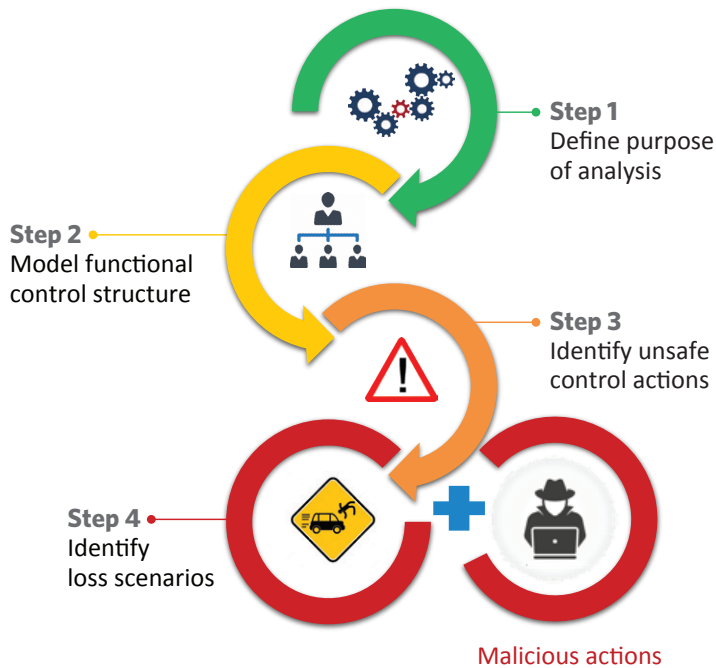 Step 1
Define purpose
of analysis
Step 2
Model functional
control structure
Step 3
Identify unsafe
control actions
Step 4
Identify
loss scenarios
Malicious actions